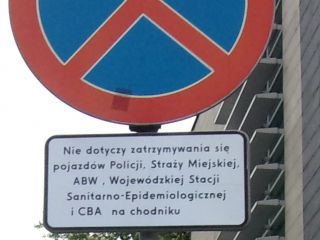 Nie dotyczy zatrzymywania się
pojazdów Policji, Straży Miejskiej,
ABW , Wojewódzkiej Stacji
Sanitarno-Epidemiologicznej
i CBA na chodniku